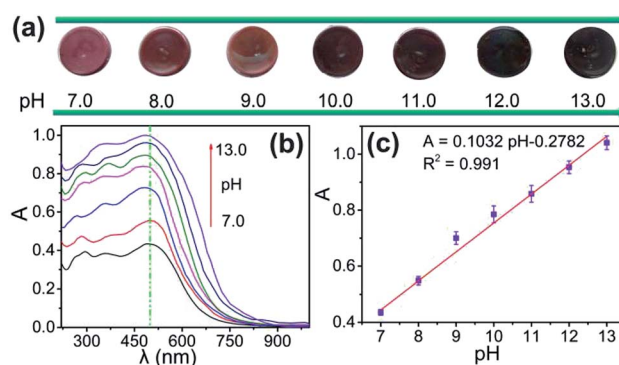 (a)
pH 7.0 8.0 9.0 10.0 11.0 12.0 13.0
(b)
13.0
pH
7.0
A
1.0
0.8
0.6
0.4
0.2
0.0
300 450 600 750 900
λ (nm)
(c)
A = 0.1032 pH-0.2782
R² = 0.991
A
1.0
0.8
0.6
0.4
7 8 9 10 11 12 13
pH